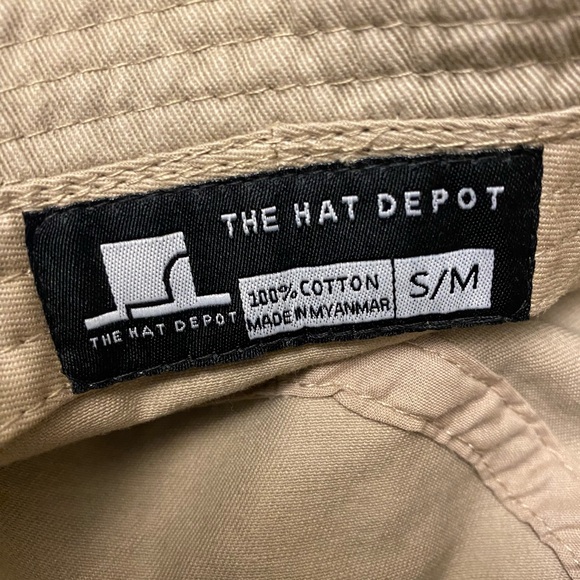 THE HAT DEPOT
THE HAT DEPOT
100% COTTON
MADE IN MYANMAR
S/M